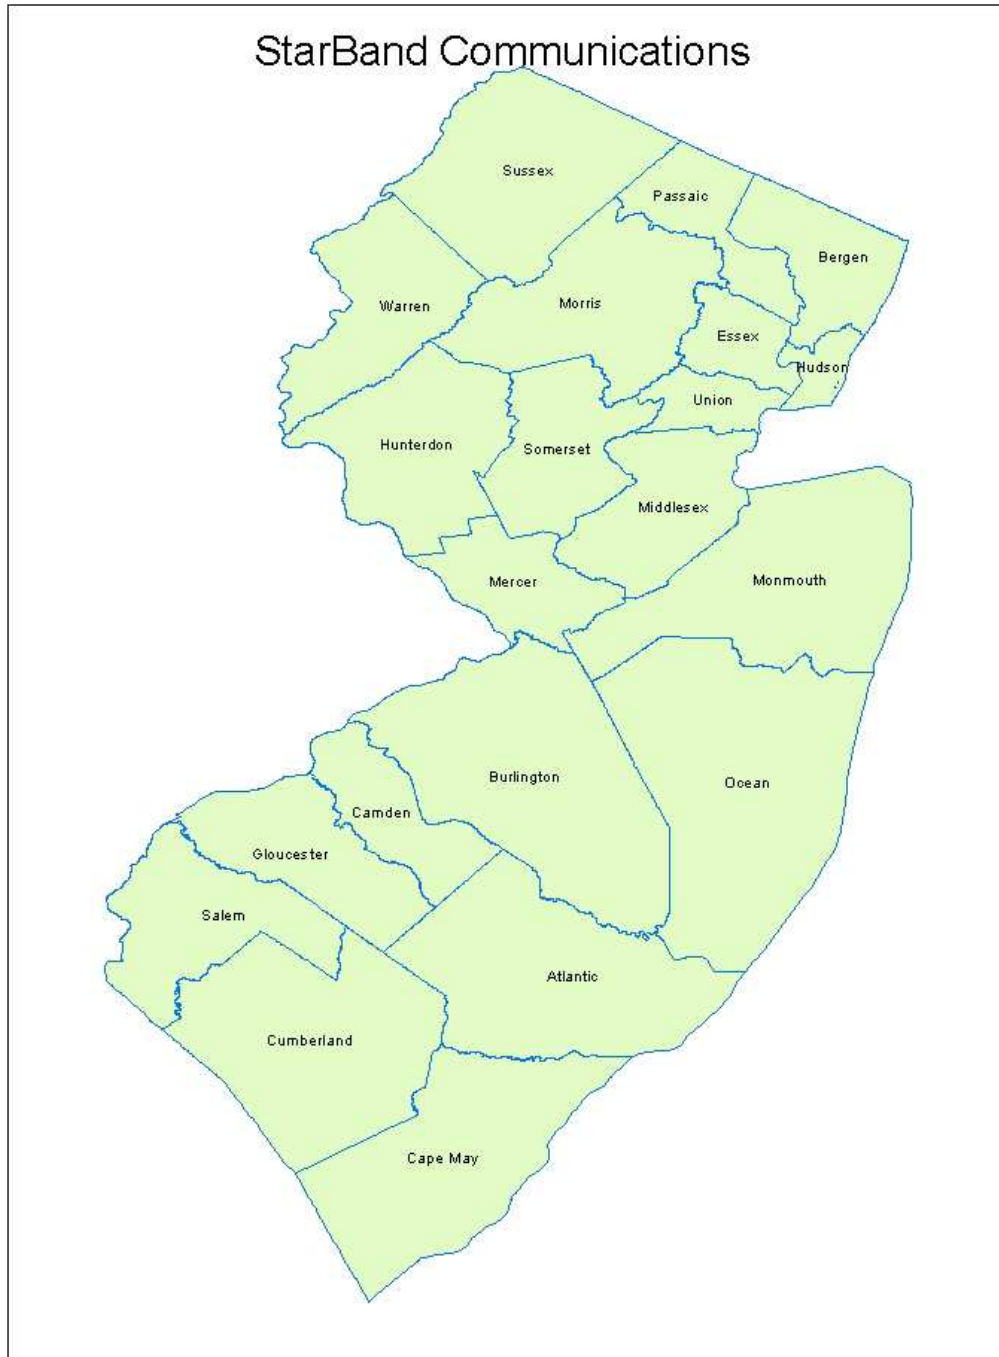 StarBand Communications
Sussex
Passaic
Bergen
Warren
Morris
Essex
Hudson
Union
Hunterdon
Somerset
Middlesex
Mercer
Monmouth
Burlington
Ocean
Camden
Gloucester
Salem
Atlantic
Cumberland
Cape May